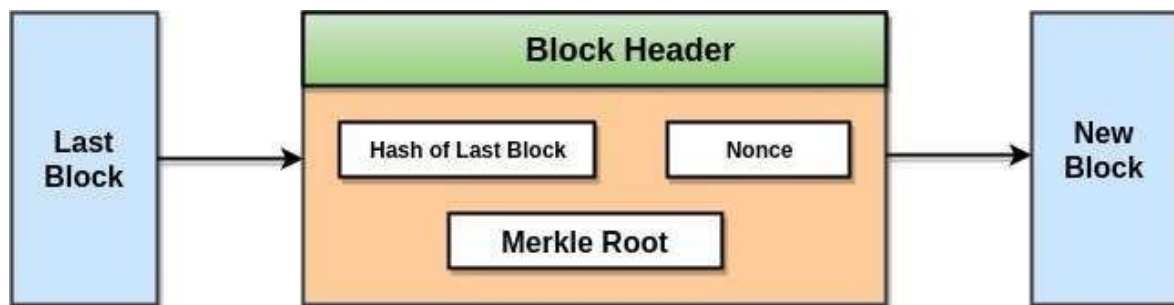 Block Header
Last
Block
Hash of Last Block
Nonce
Merkle Root
New
Block